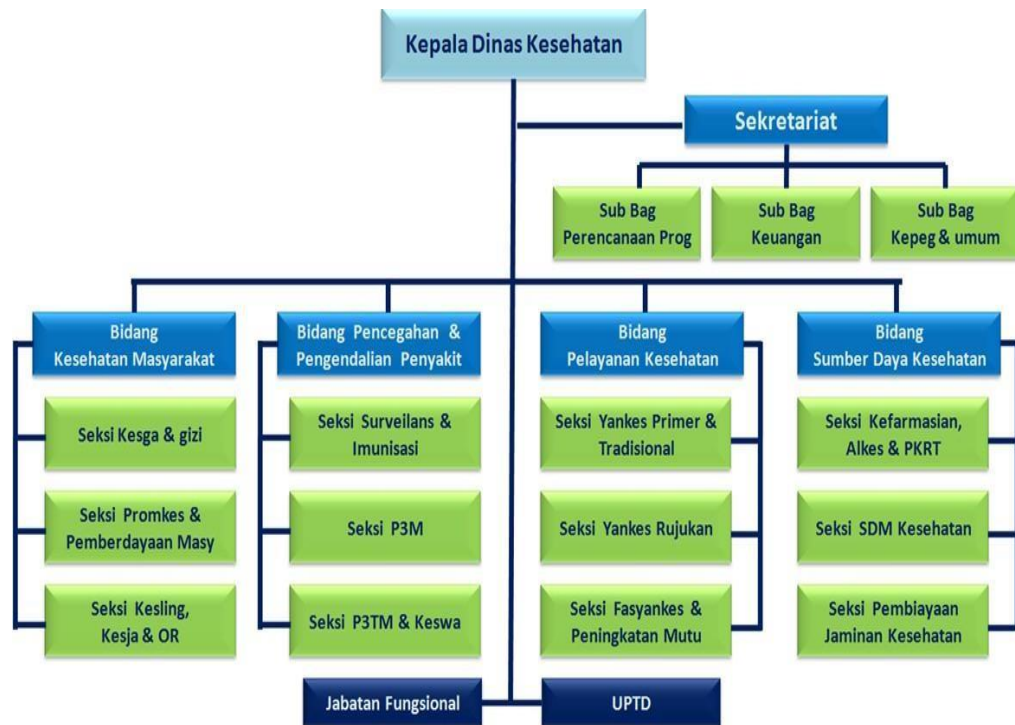 Kepala Dinas Kesehatan
Sekretariat
Sub Bag
Perencanaan Prog
Sub Bag
Keuangan
Sub Bag
Kepeg & umum
Bidang
Kesehatan Masyarakat
Bidang Pencegahan &
Pengendalian Penyakit
Bidang
Pelayanan Kesehatan
Bidang
Sumber Daya Kesehatan
Seksi Kesga & gizi
Seksi Surveilans &
Imunisasi
Seksi Yankes Primer &
Tradisional
Seksi Kefarmasian,
Alkes & PKRT
Seksi Promkes &
Pemberdayaan Masy
Seksi P3M
Seksi Yankes Rujukan
Seksi SDM Kesehatan
Seksi Kesling,
Kesja & OR
Seksi P3TM & Keswa
Seksi Fasyankes &
Peningkatan Mutu
Seksi Pembiayaan
Jaminan Kesehatan
Jabatan Fungsional
UPTD